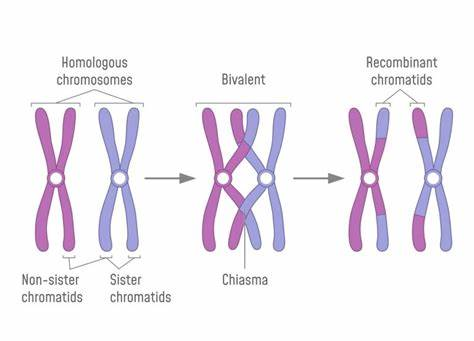 Homologous
chromosomes
Bivalent
Recombinant
chromatids
Non-sister
chromatids
Sister
chromatids
Chiasma